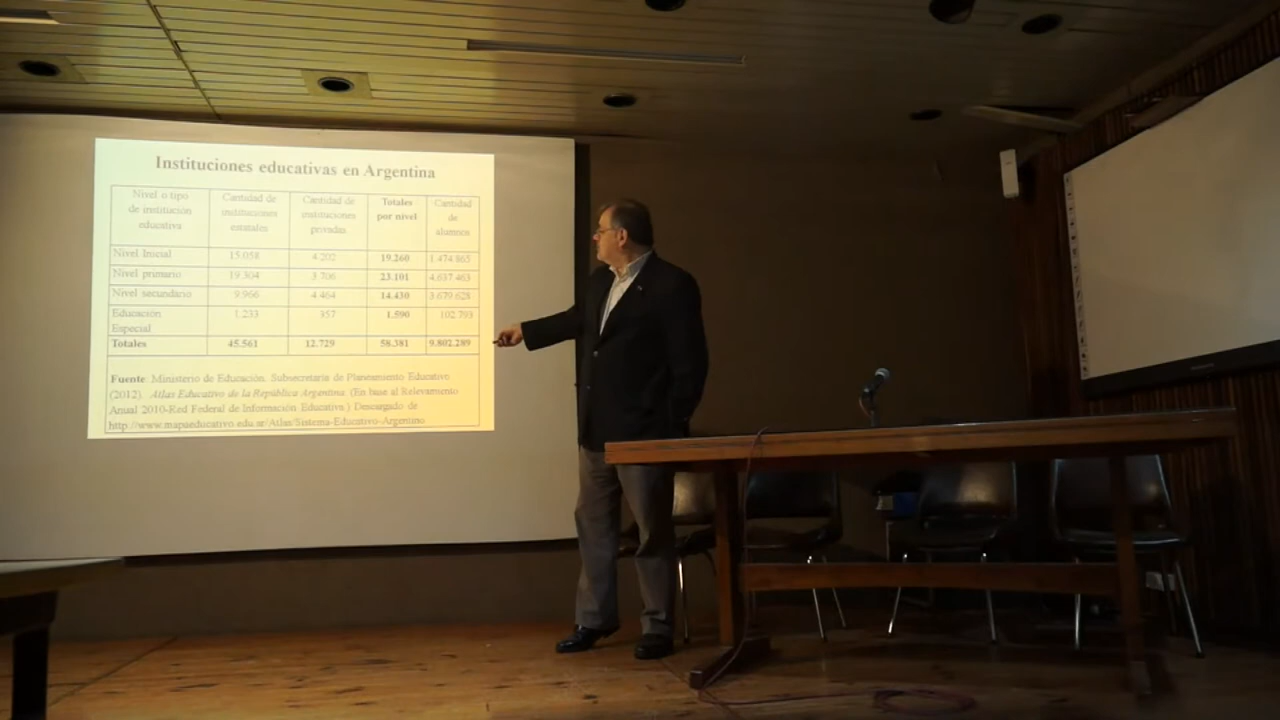 Instituciones educativas en Argentina
Nivel o tipo de institución educativa Cantidad de instituciones estatales Cantidad de instituciones privadas Totales por nivel Cantidad de alumnos
Nivel Inicial 15.058 4.202 19.260 1.474.865
Nivel primario 19.304 3.706 23.101 4.637.463
Nivel secundario 9.966 4.464 14.430 3.679.628
Educación Especial 1.233 357 1.590 102.793
Totales 45.561 12.729 58.381 9.802.289
Fuente: Ministerio de Educación. Subsecretaría de Planeamiento Educativo
(2012). Atlas Educativo de la República Argentina. (En base al Relevamiento
Anual 2010-Red Federal de Información Educativa.) Descargado de
http://www.mapaeducativo.edu.ar/Atlas/Sistema-Educativo-Argentino